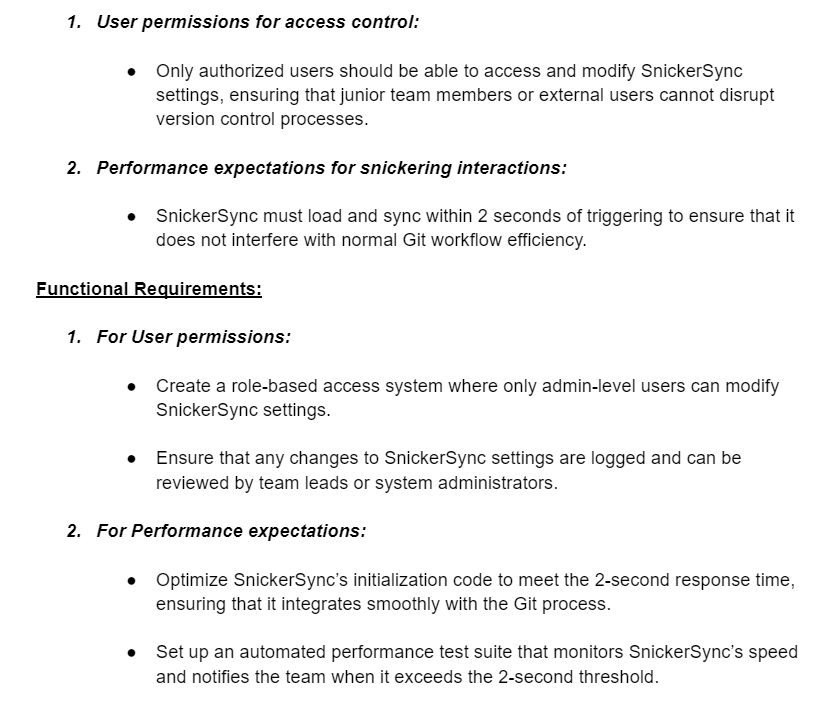 1. User permissions for access control:
● Only authorized users should be able to access and modify SnickerSync
settings, ensuring that junior team members or external users cannot disrupt
version control processes.
2. Performance expectations for snickering interactions:
● SnickerSync must load and sync within 2 seconds of triggering to ensure that it
does not interfere with normal Git workflow efficiency.
Functional Requirements:
1. For User permissions:
● Create a role-based access system where only admin-level users can modify
SnickerSync settings.
● Ensure that any changes to SnickerSync settings are logged and can be
reviewed by team leads or system administrators.
2. For Performance expectations:
● Optimize SnickerSync’s initialization code to meet the 2-second response time,
ensuring that it integrates smoothly with the Git process.
● Set up an automated performance test suite that monitors SnickerSync’s speed
and notifies the team when it exceeds the 2-second threshold.